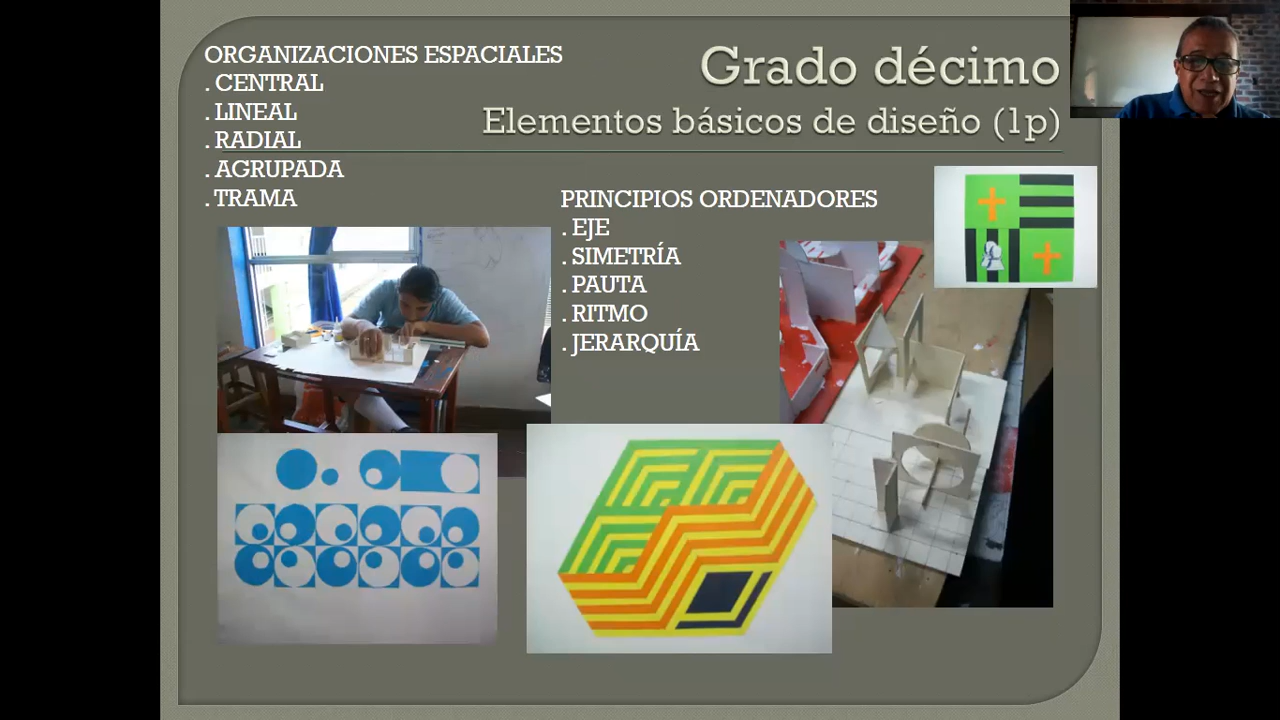 ORGANIZACIONES ESPACIALES
. CENTRAL
. LINEAL
. RADIAL
. AGRUPADA
. TRAMA
Grado décimo
Elementos básicos de diseño (1p)
PRINCIPIOS ORDENADORES
. EJE
. SIMETRÍA
. PAUTA
. RITMO
. JERARQUÍA